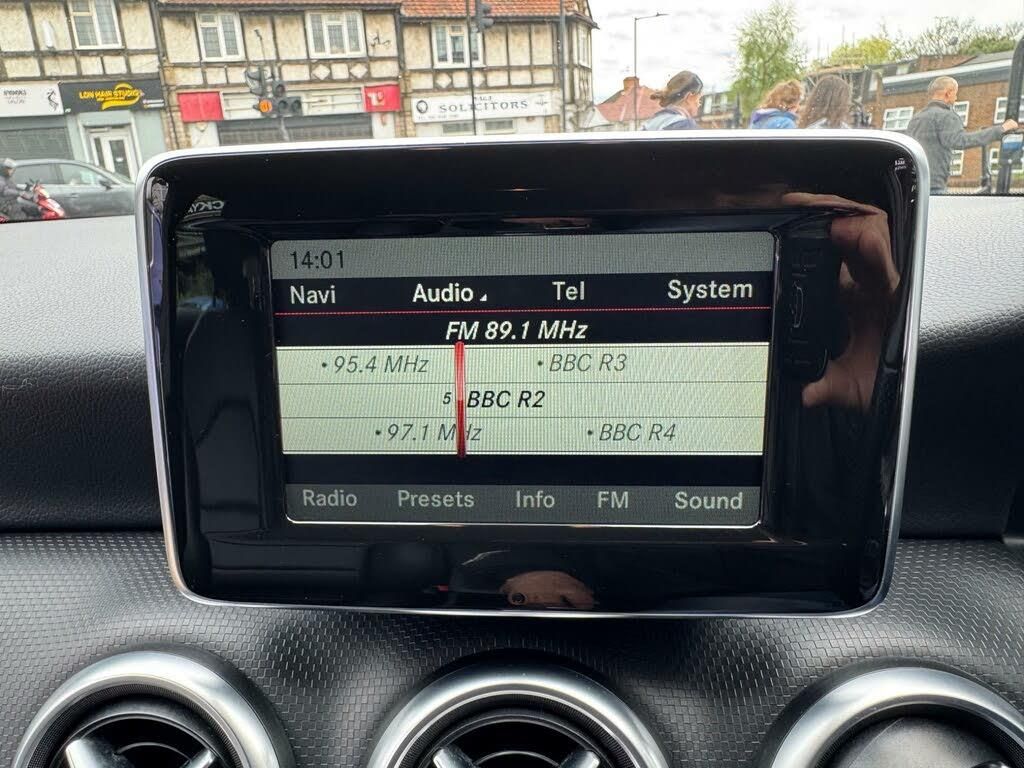 LON HAIR STUDIO
SOLICITORS
14:01
Navi Audio Tel System
FM 89.1 MHz
• 95.4 MHz • BBC R3
5 BBC R2
• 97.1 MHz • BBC R4
Radio Presets Info FM Sound